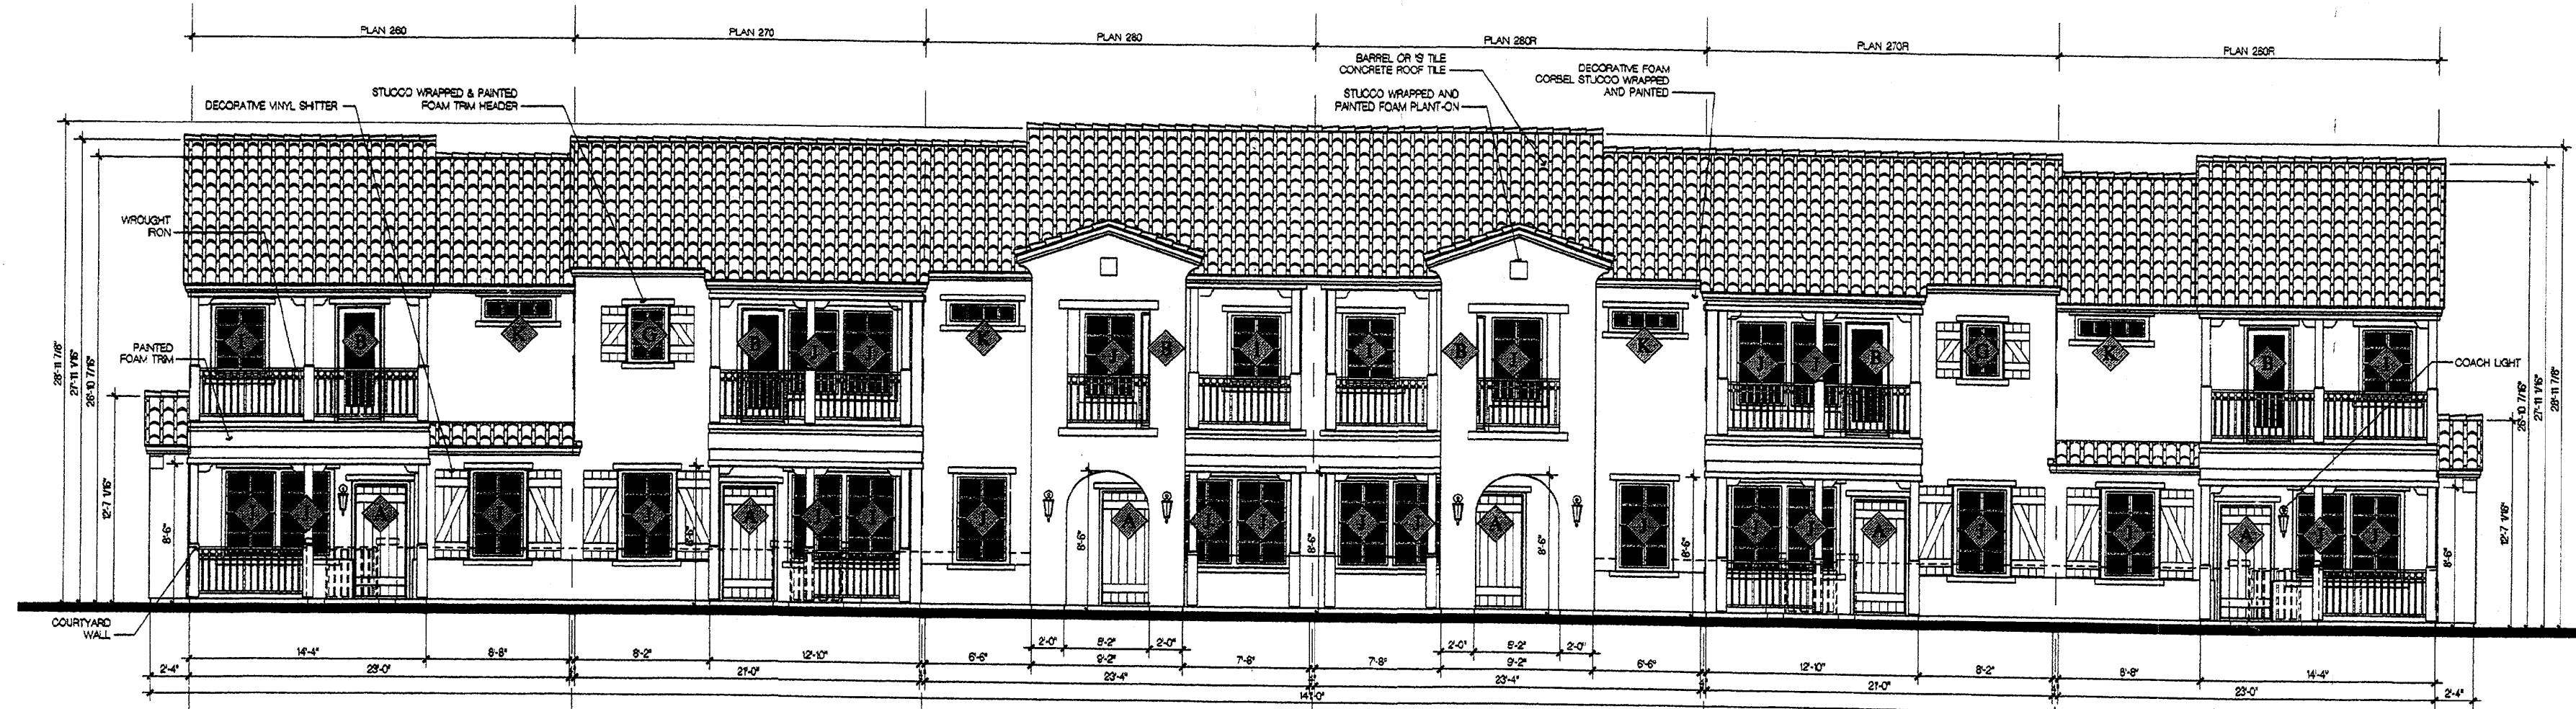 PLAN 260
PLAN 270
PLAN 280
PLAN 280R
PLAN 270R
PLAN 260R
BARREL OR 'S' TILE
CONCRETE ROOF TILE
DECORATIVE FOAM
CORBEL STUCCO WRAPPED
AND PAINTED
STUCCO WRAPPED & PAINTED
FOAM TRIM HEADER
STUCCO WRAPPED AND
PAINTED FOAM PLANT-ON
DECORATIVE VINYL SHTTER
WROUGHT
IRON
PAINTED
FOAM TRIM
COACH LIGHT
COURTYARD
WALL
28'-11 7/8"
27'-11 1/16"
26'-10 7/16"
12'-7 1/16"
8'-6"
I
B
K
G
B
J
J
K
J
B
I
I
B
J
K
J
J
B
G
K
B
I
J
J
A
J
J
A
J
J
J
A
J
J
J
J
A
J
J
J
A
J
J
A
J
J
8'-6"
8'-6"
8'-6"
8'-6"
8'-6"
8'-6"
12'-7 1/16"
26'-10 7/16"
27'-11 1/16"
28'-11 7/8"
14'-4"
8'-8"
8'-2"
12'-10"
6'-6"
2'-0"
5'-2"
2'-0"
9'-2"
7'-8"
7'-8"
2'-0"
5'-2"
2'-0"
9'-2"
6'-6"
12'-10"
8'-2"
8'-8"
14'-4"
2'-4"
23'-0"
21'-0"
23'-4"
23'-4"
21'-0"
23'-0"
2'-4"